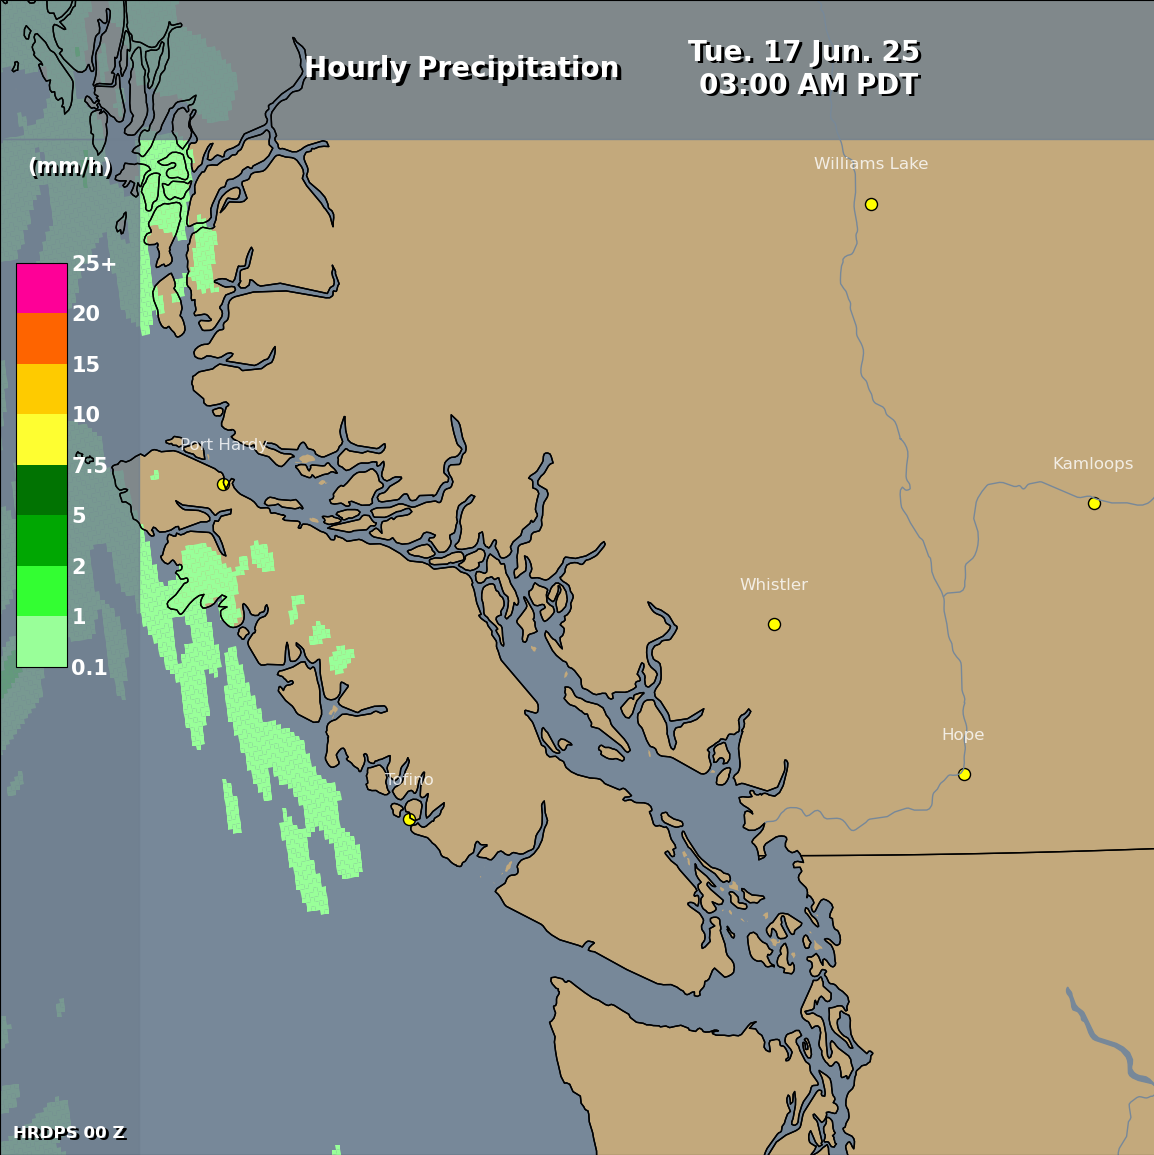 Hourly Precipitation
Tue. 17 Jun. 25
03:00 AM PDT
(mm/h)
Williams Lake
25+
20
15
10
7.5
5
2
1
0.1
Port Hardy
Kamloops
Whistler
Hope
Tofino
HRDPS 00 Z